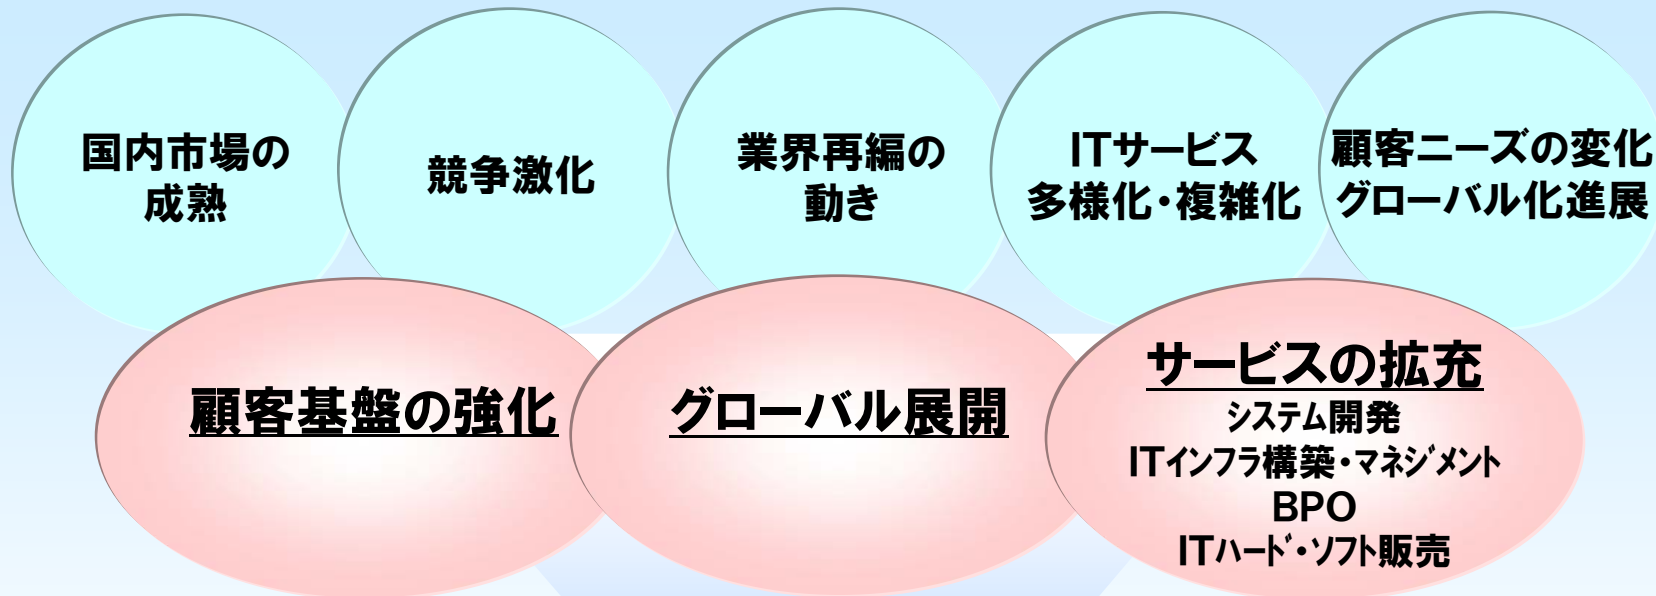 国内市場の
成熟
競争激化
業界再編の
動き
ITサービス
多様化・複雑化
顧客ニーズの変化
グローバル化進展
顧客基盤の強化
グローバル展開
サービスの拡充
システム開発
ITインフラ構築・マネジメント
BPO
ITハード・ソフト販売